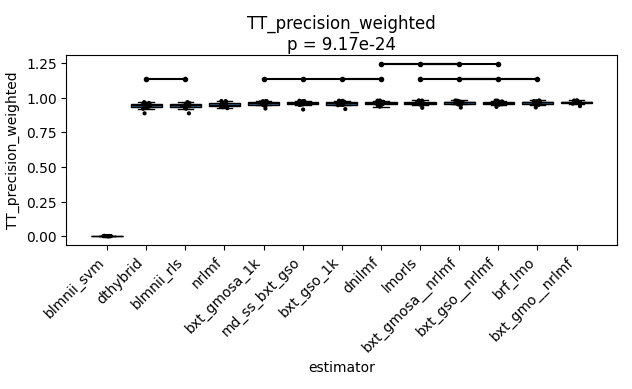 TT_precision_weighted
p = 9.17e-24
TT_precision_weighted
1.25
1.00
0.75
0.50
0.25
0.00
blmnii_svm
dthybrid
blmnii_rls
nrlmf
bxt_gmosa_1k
md_ss_bxt_gso
bxt_gso_1k
dnilmf
lmorls
bxt_gmosa__nrlmf
bxt_gso__nrlmf
brf_lmo
bxt_gmo__nrlmf
estimator